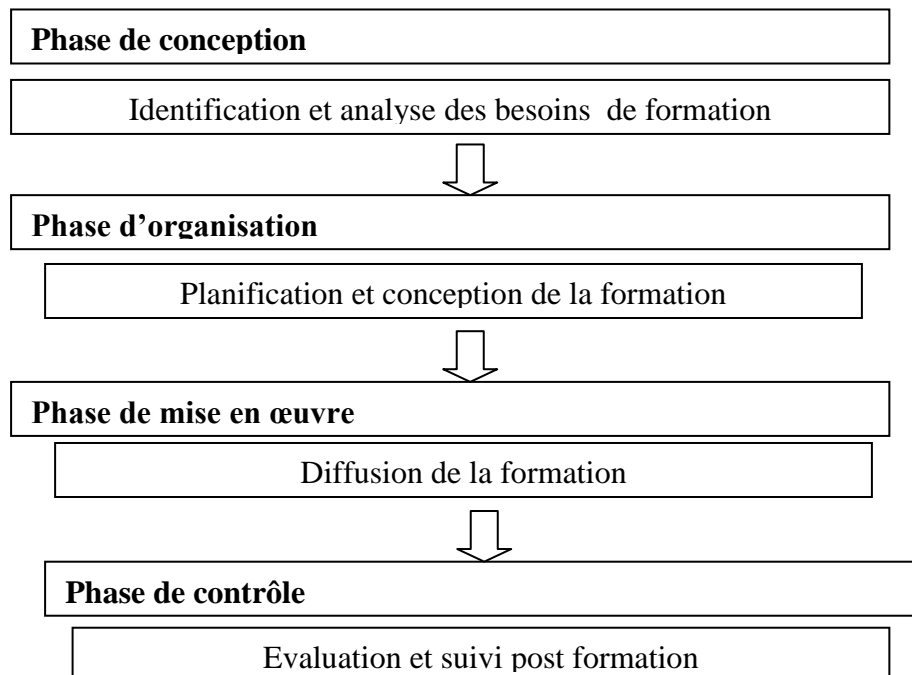 Phase de conception
Identification et analyse des besoins de formation
Phase d’organisation
Planification et conception de la formation
Phase de mise en œuvre
Diffusion de la formation
Phase de contrôle
Evaluation et suivi post formation